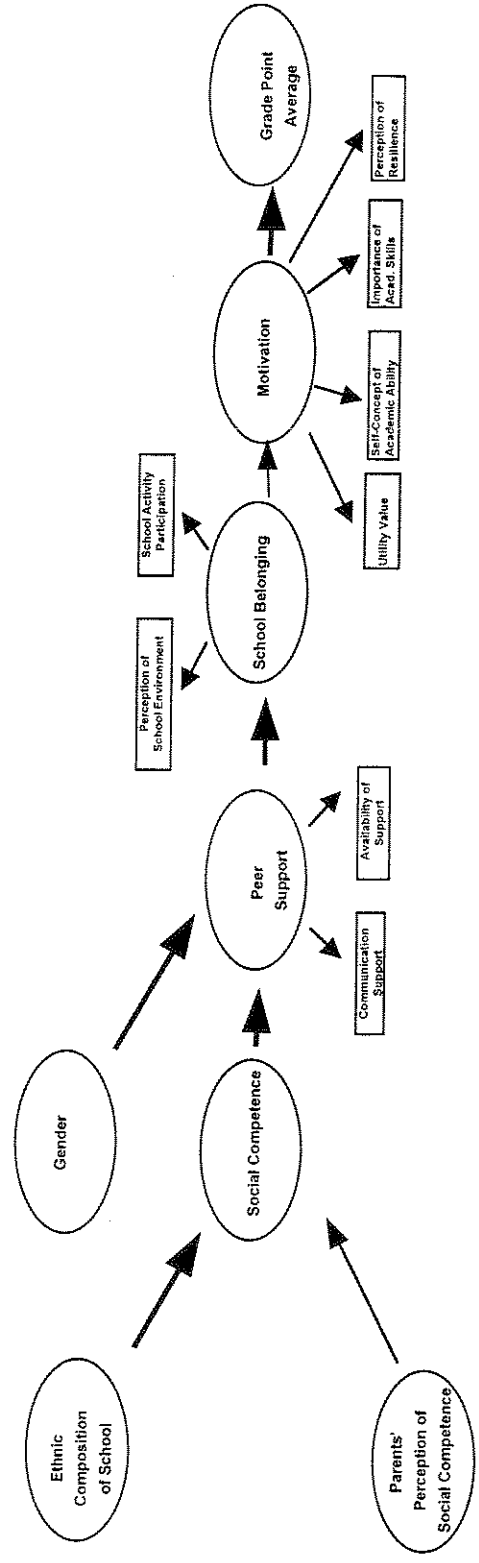 Ethnic
Composition
of School
Parents'
Perception of
Social Competence
Gender
Social Competence
Peer
Support
Communication
Support
Availability of
Support
Perception of
School Environment
School Activity
Participation
School Belonging
Motivation
Utility Value
Self-Concept of
Academic Ability
Importance of
Acad. Skills
Perception of
Resilience
Grade Point
Average